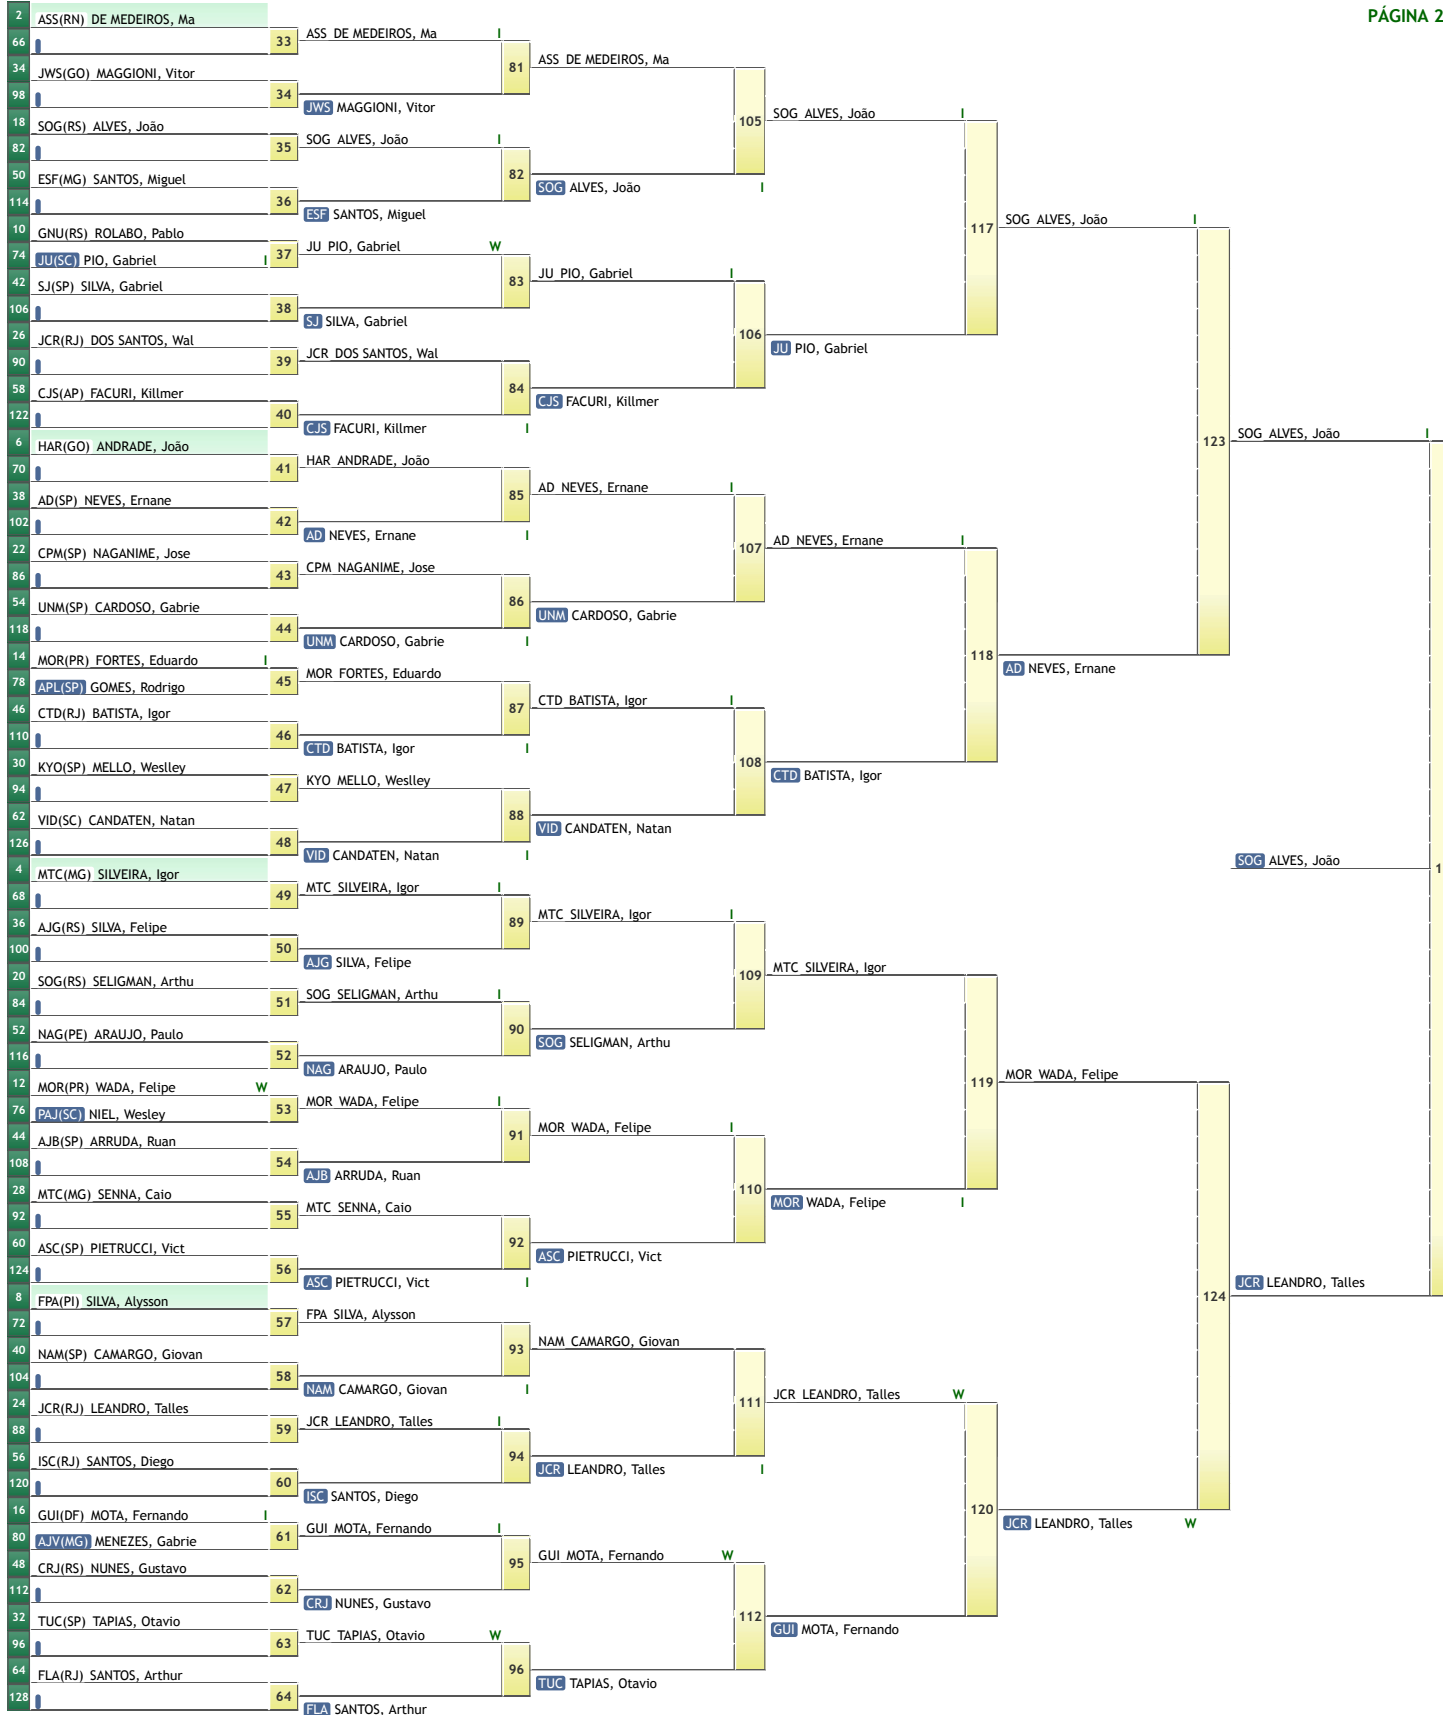 PÁGINA 2
2 ASS(RN) DE MEDEIROS, Ma
66
33
34 JWS(GO) MAGGIONI, Vitor
98
34
18 SOG(RS) ALVES, João
82
35
50 ESF(MG) SANTOS, Miguel
114
36
10 GNU(RS) ROLABO, Pablo
74 JU(SC) PIO, Gabriel I
37
42 SJ(SP) SILVA, Gabriel
106
38
26 JCR(RJ) DOS SANTOS, Wal
90
39
58 CJS(AP) FACURI, Killmer
122
40
6 HAR(GO) ANDRADE, João
70
41
38 AD(SP) NEVES, Ernane
102
42
22 CPM(SP) NAGANIME, Jose
86
43
54 UNM(SP) CARDOSO, Gabrie
118
44
14 MOR(PR) FORTES, Eduardo I
78 APL(SP) GOMES, Rodrigo
45
46 CTD(RJ) BATISTA, Igor
110
46
30 KYO(SP) MELLO, Weslley
94
47
62 VID(SC) CANDATEN, Natan
126
48
4 MTC(MG) SILVEIRA, Igor
68
49
36 AJG(RS) SILVA, Felipe
100
50
20 SOG(RS) SELIGMAN, Arthu
84
51
52 NAG(PE) ARAUJO, Paulo
116
52
12 MOR(PR) WADA, Felipe W
76 PAJ(SC) NIEL, Wesley
53
44 AJB(SP) ARRUDA, Ruan
108
54
28 MTC(MG) SENNA, Caio
92
55
60 ASC(SP) PIETRUCCI, Vict
124
56
8 FPA(PI) SILVA, Alysson
72
57
40 NAM(SP) CAMARGO, Giovan
104
58
24 JCR(RJ) LEANDRO, Talles
88
59
56 ISC(RJ) SANTOS, Diego
120
60
16 GUI(DF) MOTA, Fernando I
80 AJV(MG) MENEZES, Gabrie
61
48 CRJ(RS) NUNES, Gustavo
112
62
32 TUC(SP) TAPIAS, Otavio
96
63
64 FLA(RJ) SANTOS, Arthur
128
64
ASS DE MEDEIROS, Ma I
81
JWS MAGGIONI, Vitor
SOG ALVES, João I
82
ESF SANTOS, Miguel
JU PIO, Gabriel W
83
SJ SILVA, Gabriel
JCR DOS SANTOS, Wal
84
CJS FACURI, Killmer I
HAR ANDRADE, João
85
AD NEVES, Ernane I
CPM NAGANIME, Jose
86
UNM CARDOSO, Gabrie I
MOR FORTES, Eduardo
87
CTD BATISTA, Igor I
KYO MELLO, Weslley
88
VID CANDATEN, Natan I
MTC SILVEIRA, Igor I
89
AJG SILVA, Felipe
SOG SELIGMAN, Arthu I
90
NAG ARAUJO, Paulo
MOR WADA, Felipe I
91
AJB ARRUDA, Ruan
MTC SENNA, Caio
92
ASC PIETRUCCI, Vict I
FPA SILVA, Alysson
93
NAM CAMARGO, Giovan I
JCR LEANDRO, Talles I
94
ISC SANTOS, Diego
GUI MOTA, Fernando I
95
CRJ NUNES, Gustavo
TUC TAPIAS, Otavio W
96
FLA SANTOS, Arthur
ASS DE MEDEIROS, Ma
105
SOG ALVES, João I
JU PIO, Gabriel I
106
CJS FACURI, Killmer
AD NEVES, Ernane I
107
UNM CARDOSO, Gabrie
CTD BATISTA, Igor I
108
VID CANDATEN, Natan
MTC SILVEIRA, Igor I
109
SOG SELIGMAN, Arthu
MOR WADA, Felipe I
110
ASC PIETRUCCI, Vict
NAM CAMARGO, Giovan
111
JCR LEANDRO, Talles I
GUI MOTA, Fernando W
112
TUC TAPIAS, Otavio
SOG ALVES, João I
117
JU PIO, Gabriel
AD NEVES, Ernane I
118
CTD BATISTA, Igor
MTC SILVEIRA, Igor
119
MOR WADA, Felipe I
JCR LEANDRO, Talles W
120
GUI MOTA, Fernando
SOG ALVES, João I
123
AD NEVES, Ernane
MOR WADA, Felipe
124
JCR LEANDRO, Talles W
SOG ALVES, João I
SOG ALVES, João
JCR LEANDRO, Talles